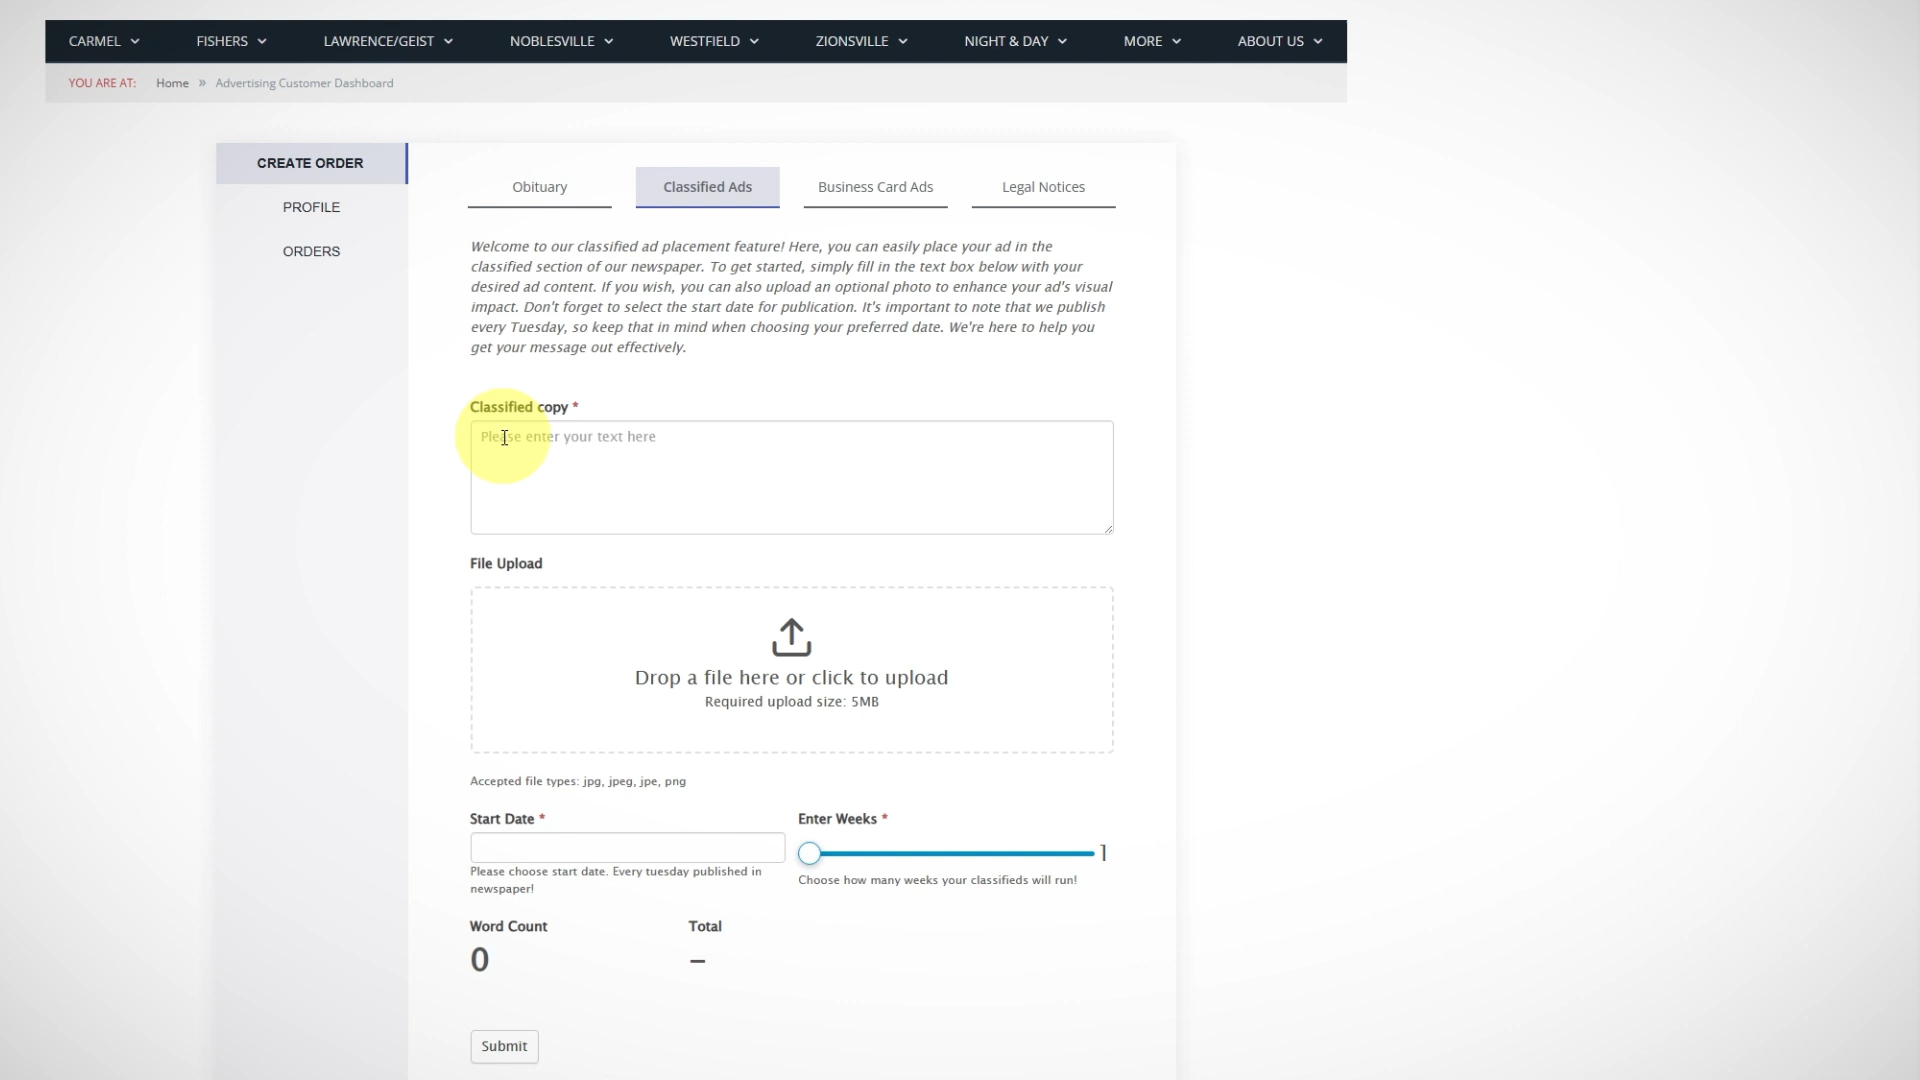 CARMEL FISHERS LAWRENCE/GEIST NOBLESVILLE WESTFIELD ZIONSVILLE NIGHT & DAY MORE ABOUT US
YOU ARE AT: Home » Advertising Customer Dashboard
CREATE ORDER
PROFILE
ORDERS
Obituary Classified Ads Business Card Ads Legal Notices
Welcome to our classified ad placement feature! Here, you can easily place your ad in the
classified section of our newspaper. To get started, simply fill in the text box below with your
desired ad content. If you wish, you can also upload an optional photo to enhance your ad's visual
impact. Don't forget to select the start date for publication. It's important to note that we publish
every Tuesday, so keep that in mind when choosing your preferred date. We're here to help you
get your message out effectively.
Classified copy *
Please enter your text here
File Upload
Drop a file here or click to upload
Required upload size: 5MB
Accepted file types: jpg, jpeg, jpe, png
Start Date * Enter Weeks *
1
Please choose start date. Every tuesday published in
newspaper!
Choose how many weeks your classifieds will run!
Word Count Total
0 –
Submit